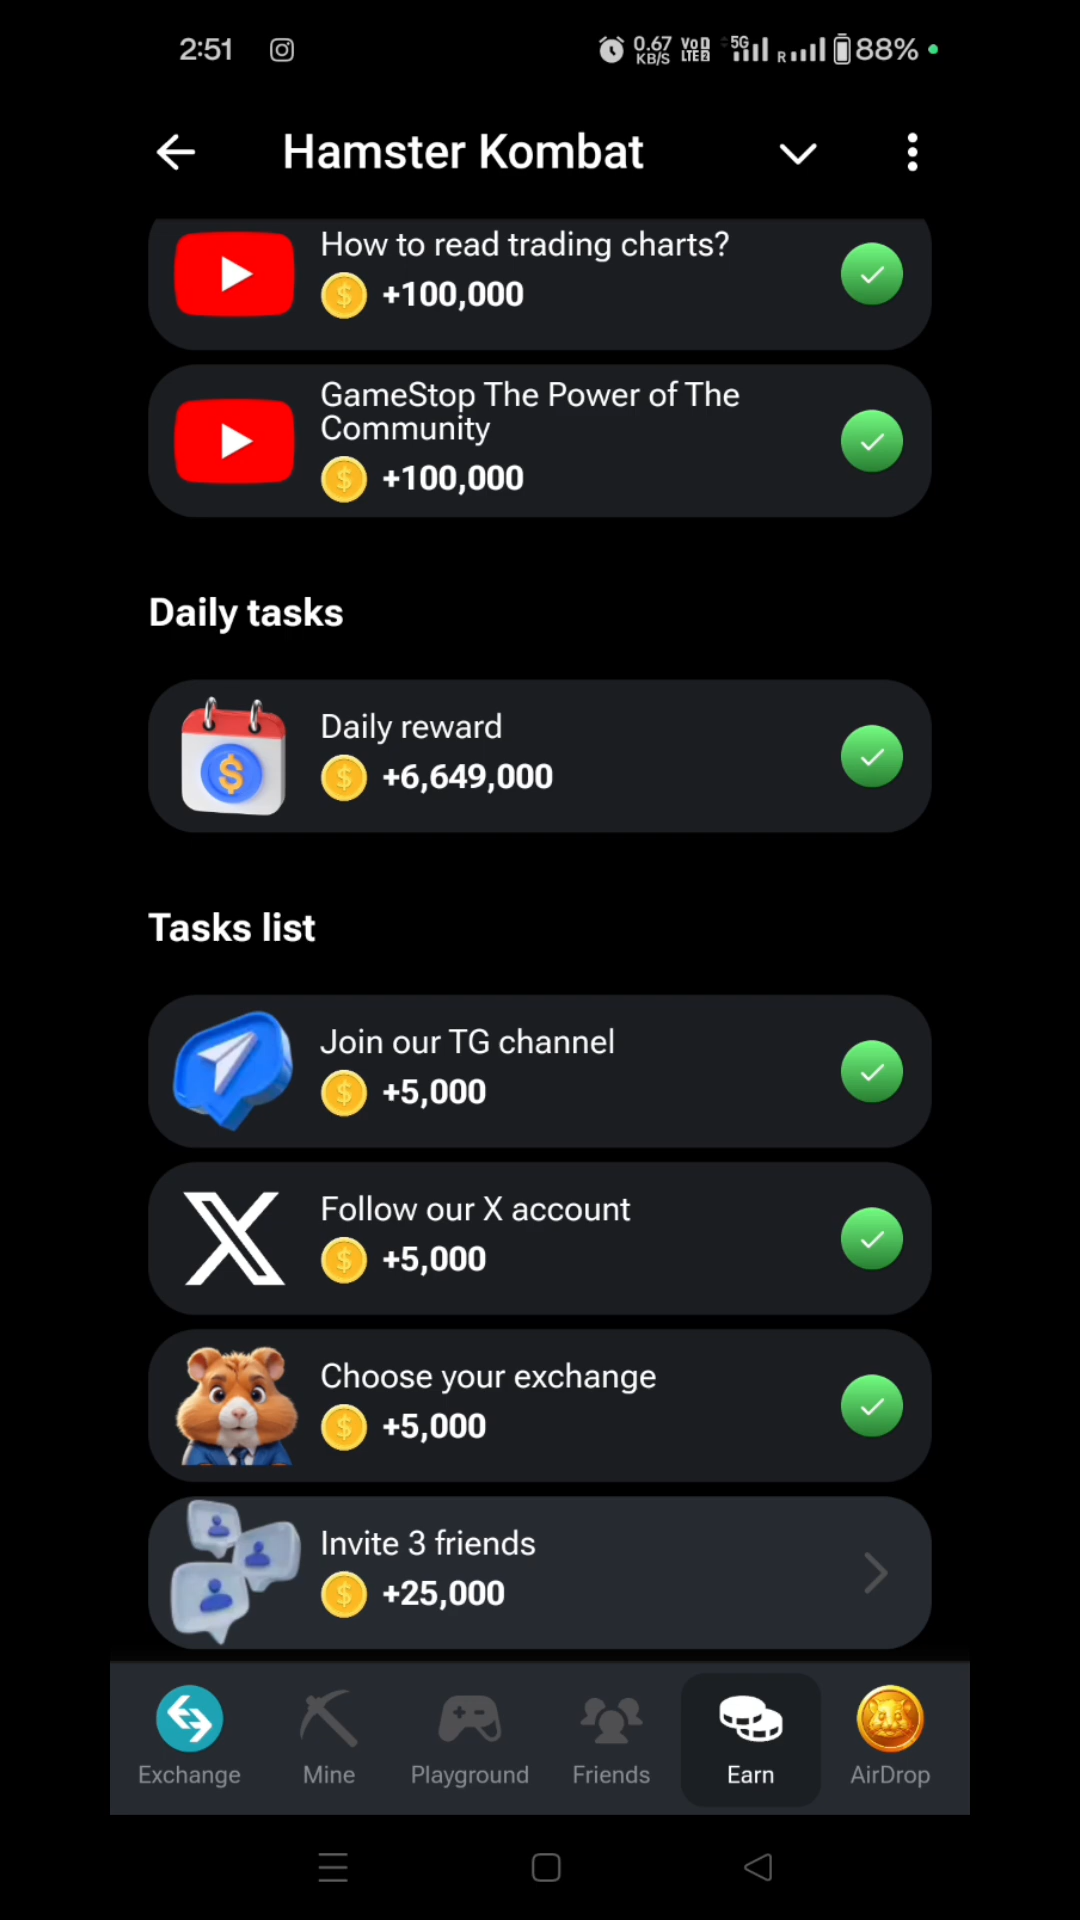 2:51
0.67
KB/S
VoD
LTE2
5G
R
88%
Hamster Kombat
How to read trading charts?
+100,000
GameStop The Power of The
Community
+100,000
Daily tasks
Daily reward
+6,649,000
Tasks list
Join our TG channel
+5,000
Follow our X account
+5,000
Choose your exchange
+5,000
Invite 3 friends
+25,000
Exchange
Mine
Playground
Friends
Earn
AirDrop